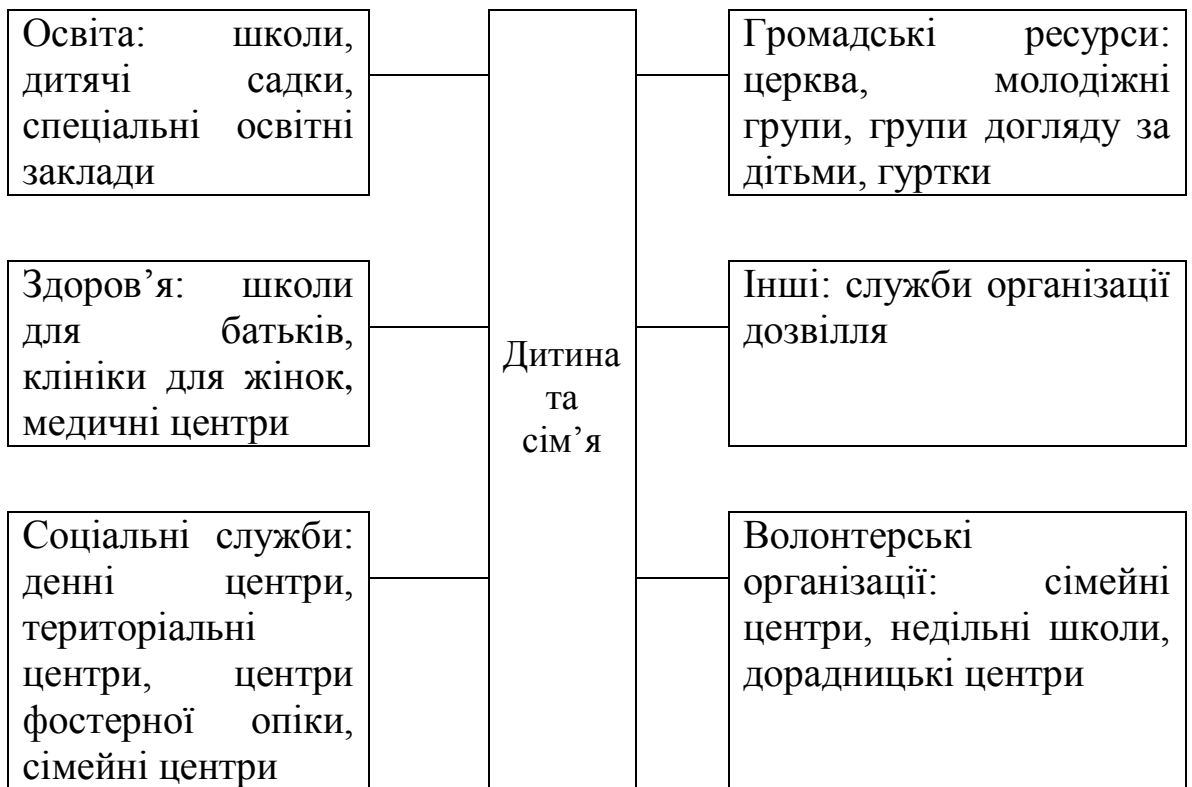 Освіта: школи,
дитячі садки,
спеціальні освітні
заклади
Здоров’я: школи
для батьків,
клініки для жінок,
медичні центри
Соціальні служби:
денні центри,
територіальні
центри, центри
фостерної опіки,
сімейні центри
Дитина
та
сім’я
Громадські ресурси:
церква, молодіжні
групи, групи догляду за
дітьми, гуртки
Інші: служби організації
дозвілля
Волонтерські
організації: сімейні
центри, недільні школи,
дорадницькі центри